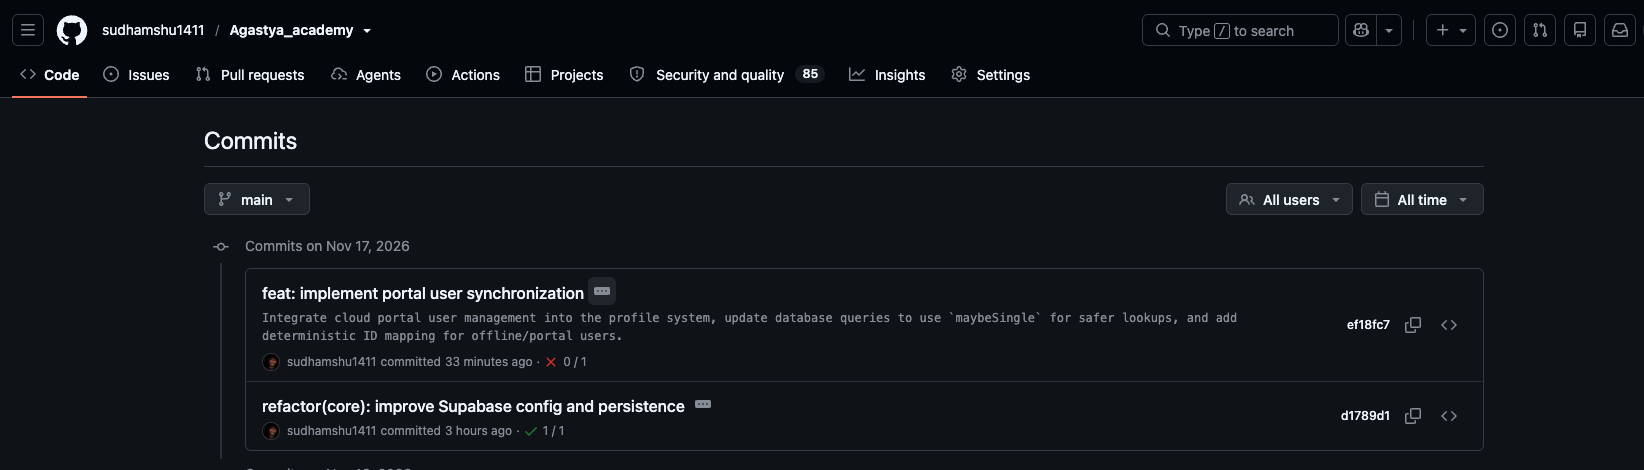 sudhamshu1411 / Agastya_academy
Type / to search
Code
Issues
Pull requests
Agents
Actions
Projects
Security and quality 85
Insights
Settings
Commits
main
All users
All time
Commits on Nov 17, 2026
feat: implement portal user synchronization
Integrate cloud portal user management into the profile system, update database queries to use `maybeSingle` for safer lookups, and add
deterministic ID mapping for offline/portal users.
ef18fc7
sudhamshu1411 committed 33 minutes ago · 0 / 1
refactor(core): improve Supabase config and persistence
d1789d1
sudhamshu1411 committed 3 hours ago · 1 / 1